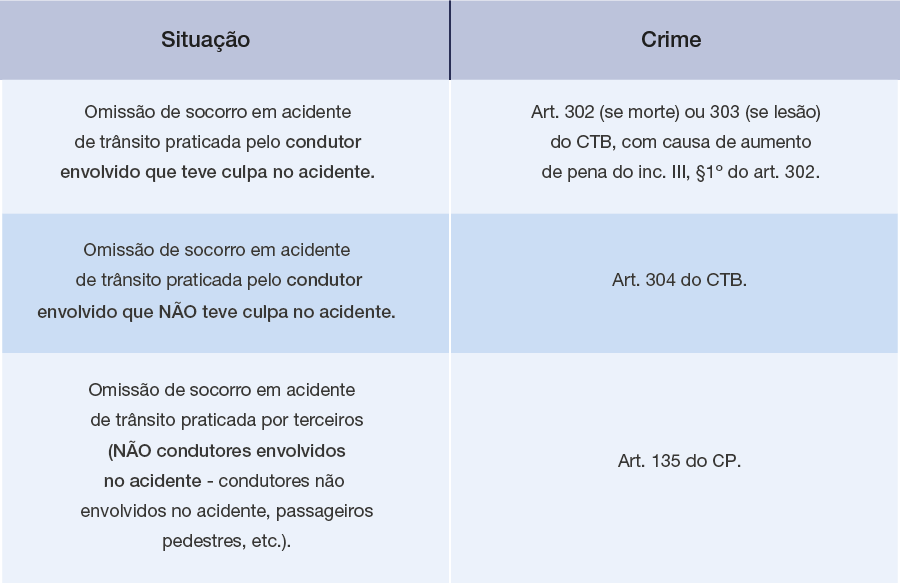 Situação
Crime
Omissão de socorro em acidente
de trânsito praticada pelo condutor
envolvido que teve culpa no acidente.
Art. 302 (se morte) ou 303 (se lesão)
do CTB, com causa de aumento
de pena do inc. III, §1º do art. 302.
Omissão de socorro em acidente
de trânsito praticada pelo condutor
envolvido que NÃO teve culpa no acidente.
Art. 304 do CTB.
Omissão de socorro em acidente
de trânsito praticada por terceiros
(NÃO condutores envolvidos
no acidente - condutores não
envolvidos no acidente, passageiros
pedestres, etc.).
Art. 135 do CP.